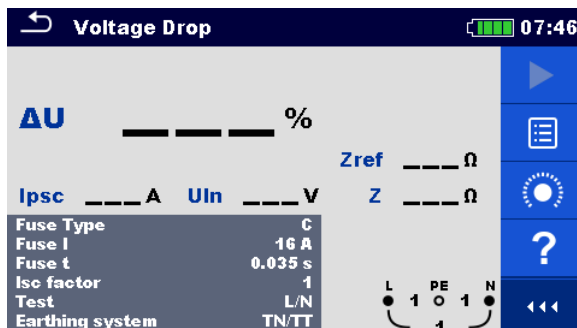 Voltage Drop 07:46
ΔU ___ %
Zref ___ Ω
Ipsc ___ A Uln ___ V Z ___ Ω
Fuse Type C
Fuse I 16 A
Fuse t 0.035 s
Isc factor 1
Test L/N
Earthing system TN/TT
L PE N
1 1
1
?